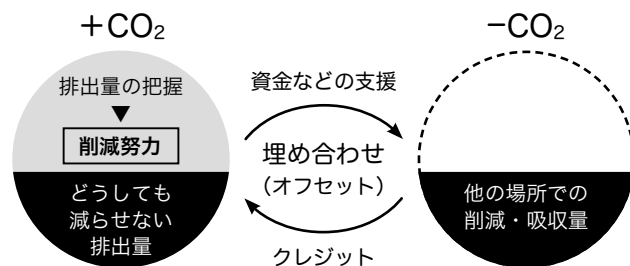 +CO₂
排出量の把握
▼
削減努力
どうしても
減らせない
排出量
資金などの支援
埋め合わせ
(オフセット)
クレジット
−CO₂
他の場所での
削減・吸収量